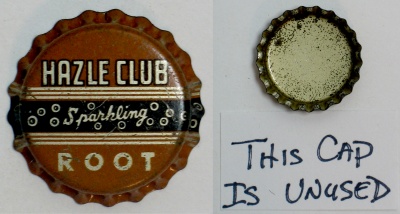 HAZLE CLUB
Sparkling
ROOT
THIS CAP
IS UNUSED